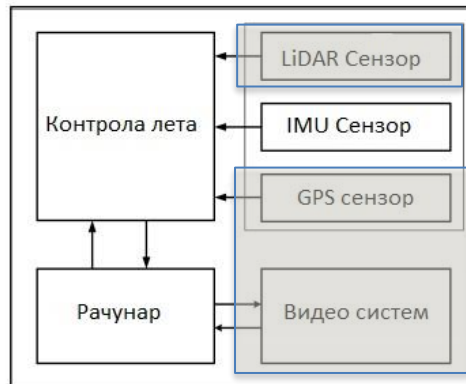 LiDAR Сензор
Контрола лета
IMU Сензор
GPS сензор
Рачунар
Видео систем